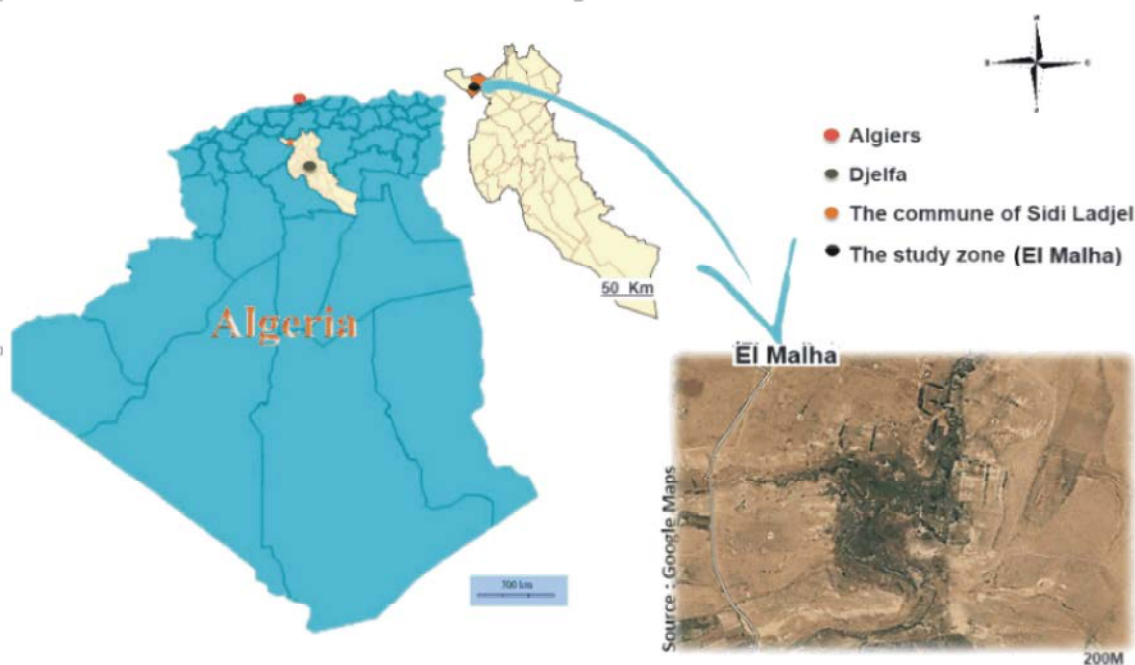 Algiers
Djelfa
The commune of Sidi Ladjel
The study zone (El Malha)
50 Km
Algeria
El Malha
Source : Google Maps
200M